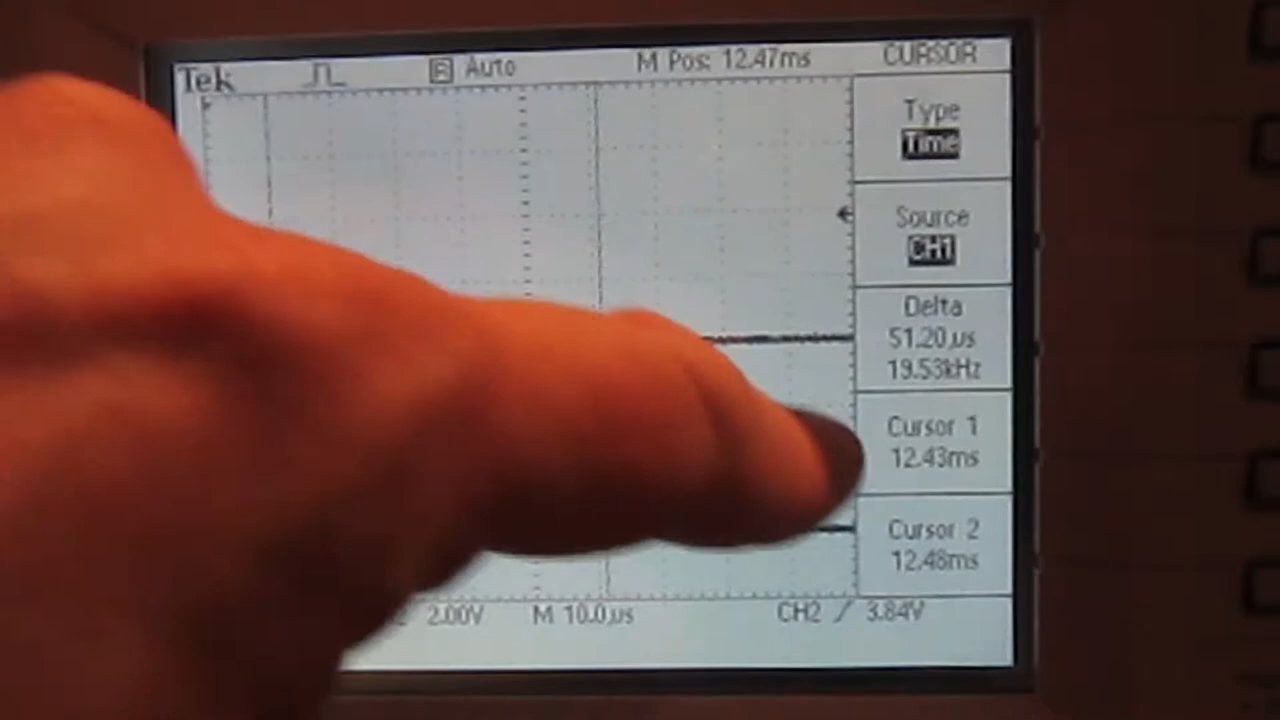 Tek R Auto M Pos: 12.47ms CURSOR
Type
Time
Source
CH1
Delta
51.20µs
19.53kHz
Cursor 1
12.43ms
Cursor 2
12.48ms
2.00V M 10.0µs CH2 / 3.84V